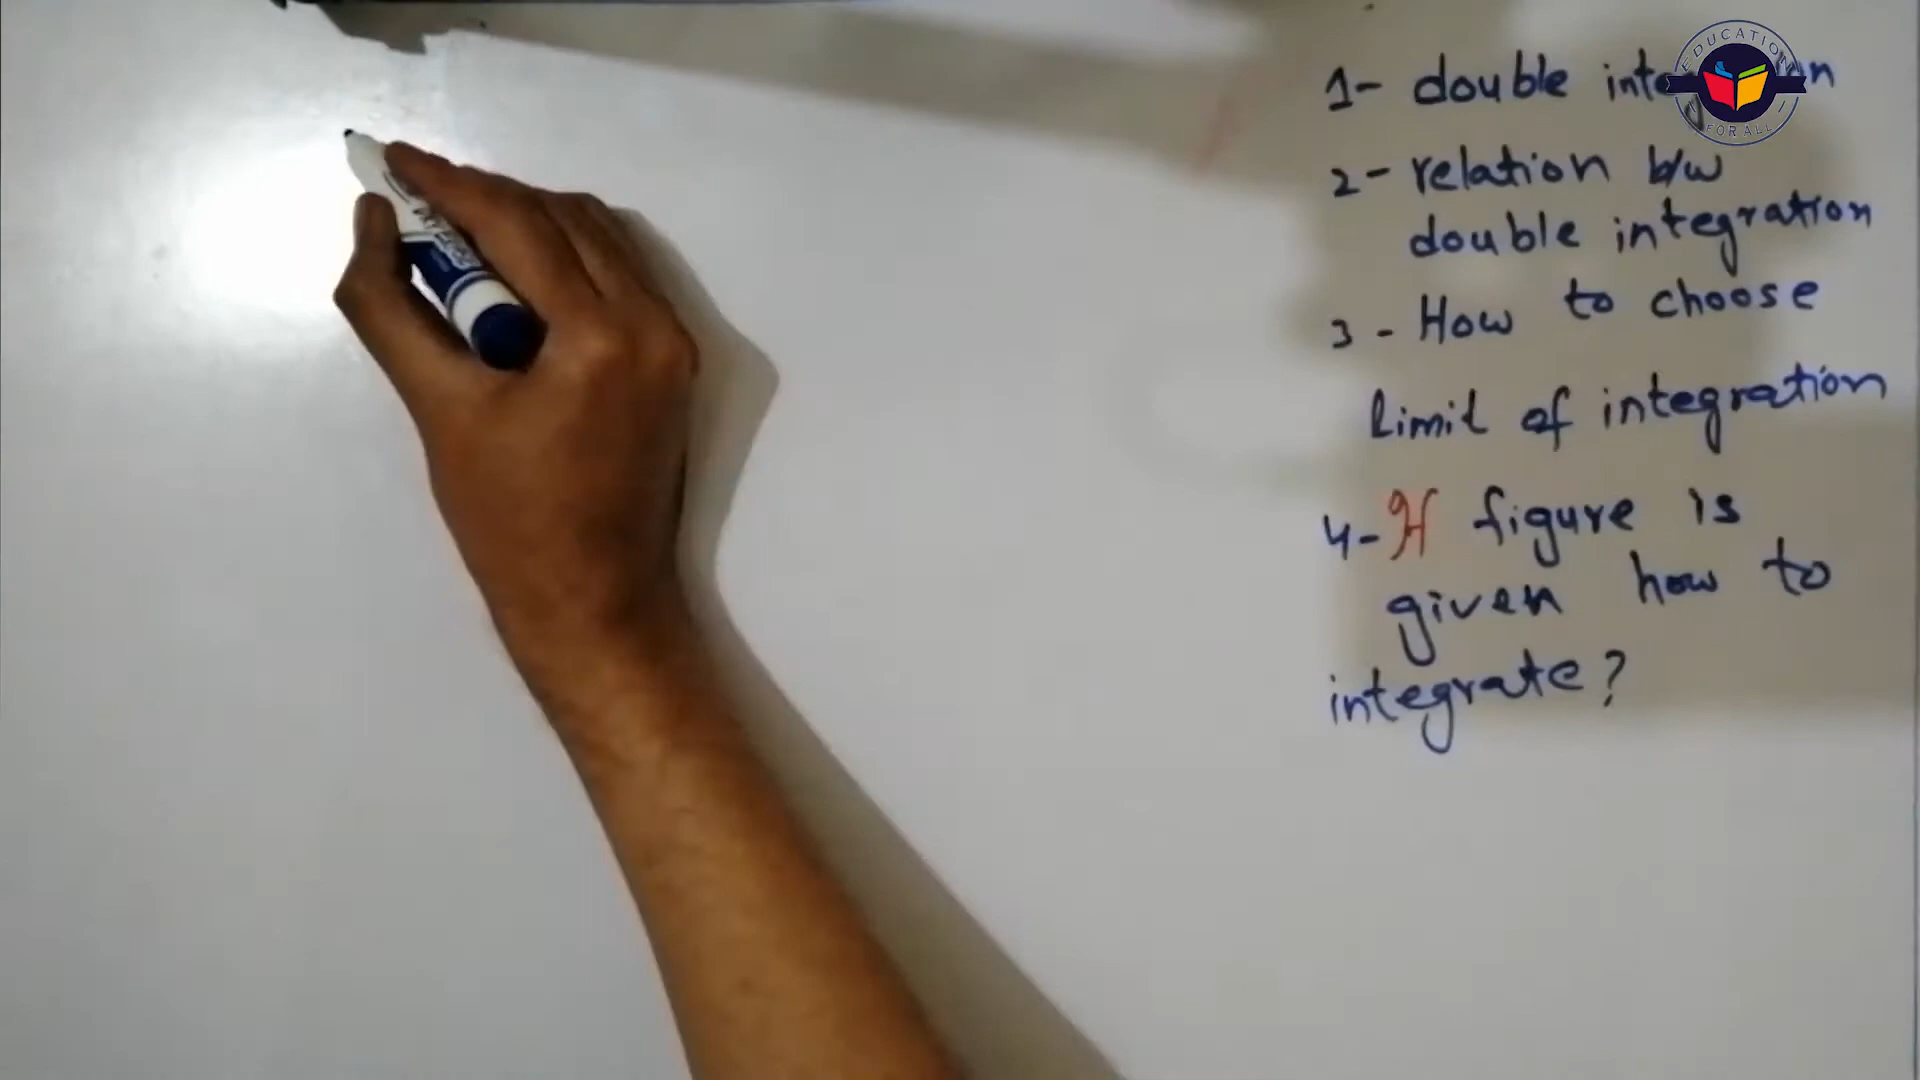 1- double integration
2- relation b/w
double integration
3 - How to choose
limit of integration
4- If figure is
given how to
integrate?
EDUCATION
FOR ALL